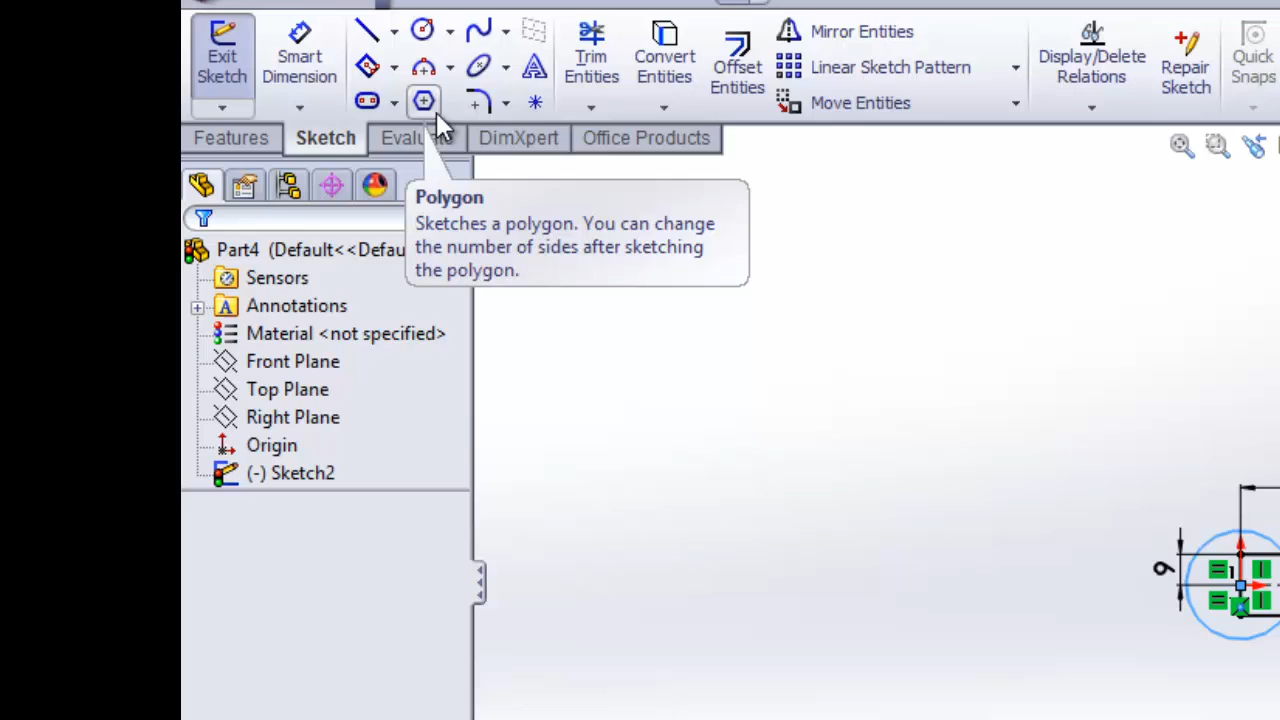 Exit
Sketch
Smart
Dimension
Trim
Entities
Convert
Entities
Offset
Entities
Mirror Entities
Linear Sketch Pattern
Move Entities
Display/Delete
Relations
Repair
Sketch
Quick
Snaps
Features
Sketch
DimXpert
Office Products
Polygon
Sketches a polygon. You can change
the number of sides after sketching
the polygon.
Part4 (Default<<Defau
Sensors
Annotations
Material <not specified>
Front Plane
Top Plane
Right Plane
Origin
(-) Sketch2
9